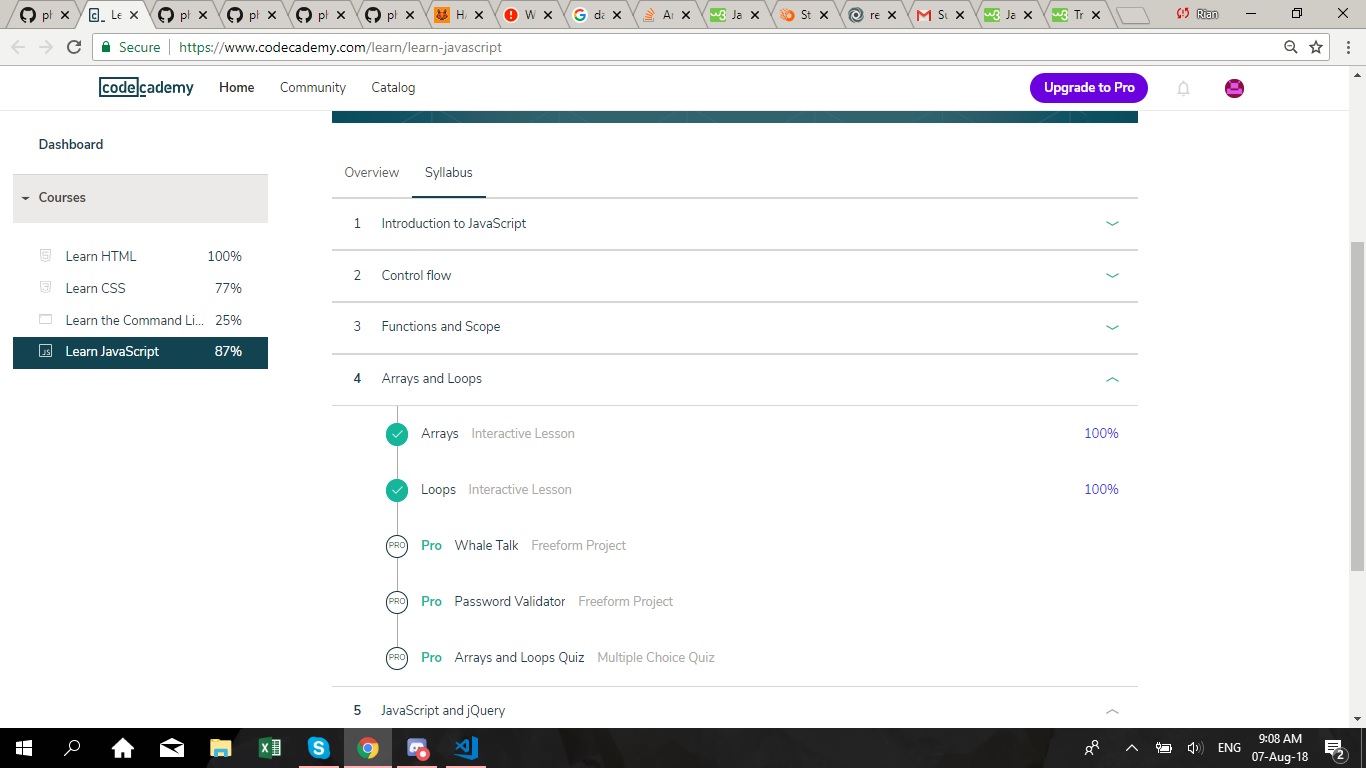 ph Le ph ph ph ph HA W da Ar Ja St re Su Ja Tr Rian
Secure https://www.codecademy.com/learn/learn-javascript
codecademy Home Community Catalog Upgrade to Pro
Dashboard
Overview Syllabus
Courses
1 Introduction to JavaScript
Learn HTML 100%
2 Control flow
Learn CSS 77%
Learn the Command Li... 25%
3 Functions and Scope
JS Learn JavaScript 87%
4 Arrays and Loops
Arrays Interactive Lesson 100%
Loops Interactive Lesson 100%
PRO Pro Whale Talk Freeform Project
PRO Pro Password Validator Freeform Project
PRO Pro Arrays and Loops Quiz Multiple Choice Quiz
5 JavaScript and jQuery
ENG 9:08 AM
07-Aug-18 2